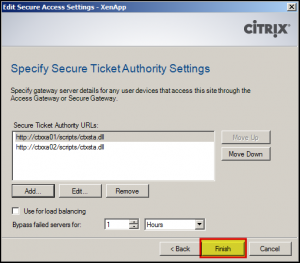 Edit Secure Access Settings - XenApp
CITRIX
Specify Secure Ticket Authority Settings
Specify gateway server details for any user devices that access this site through the
Access Gateway or Secure Gateway.
Secure Ticket Authority URLs:
http://ctxxa01/scripts/ctxsta.dll
http://ctxxa02/scripts/ctxsta.dll
Move Up
Move Down
Add...
Edit...
Remove
Use for load balancing
Bypass failed servers for:
1
Hours
< Back
Finish
Cancel